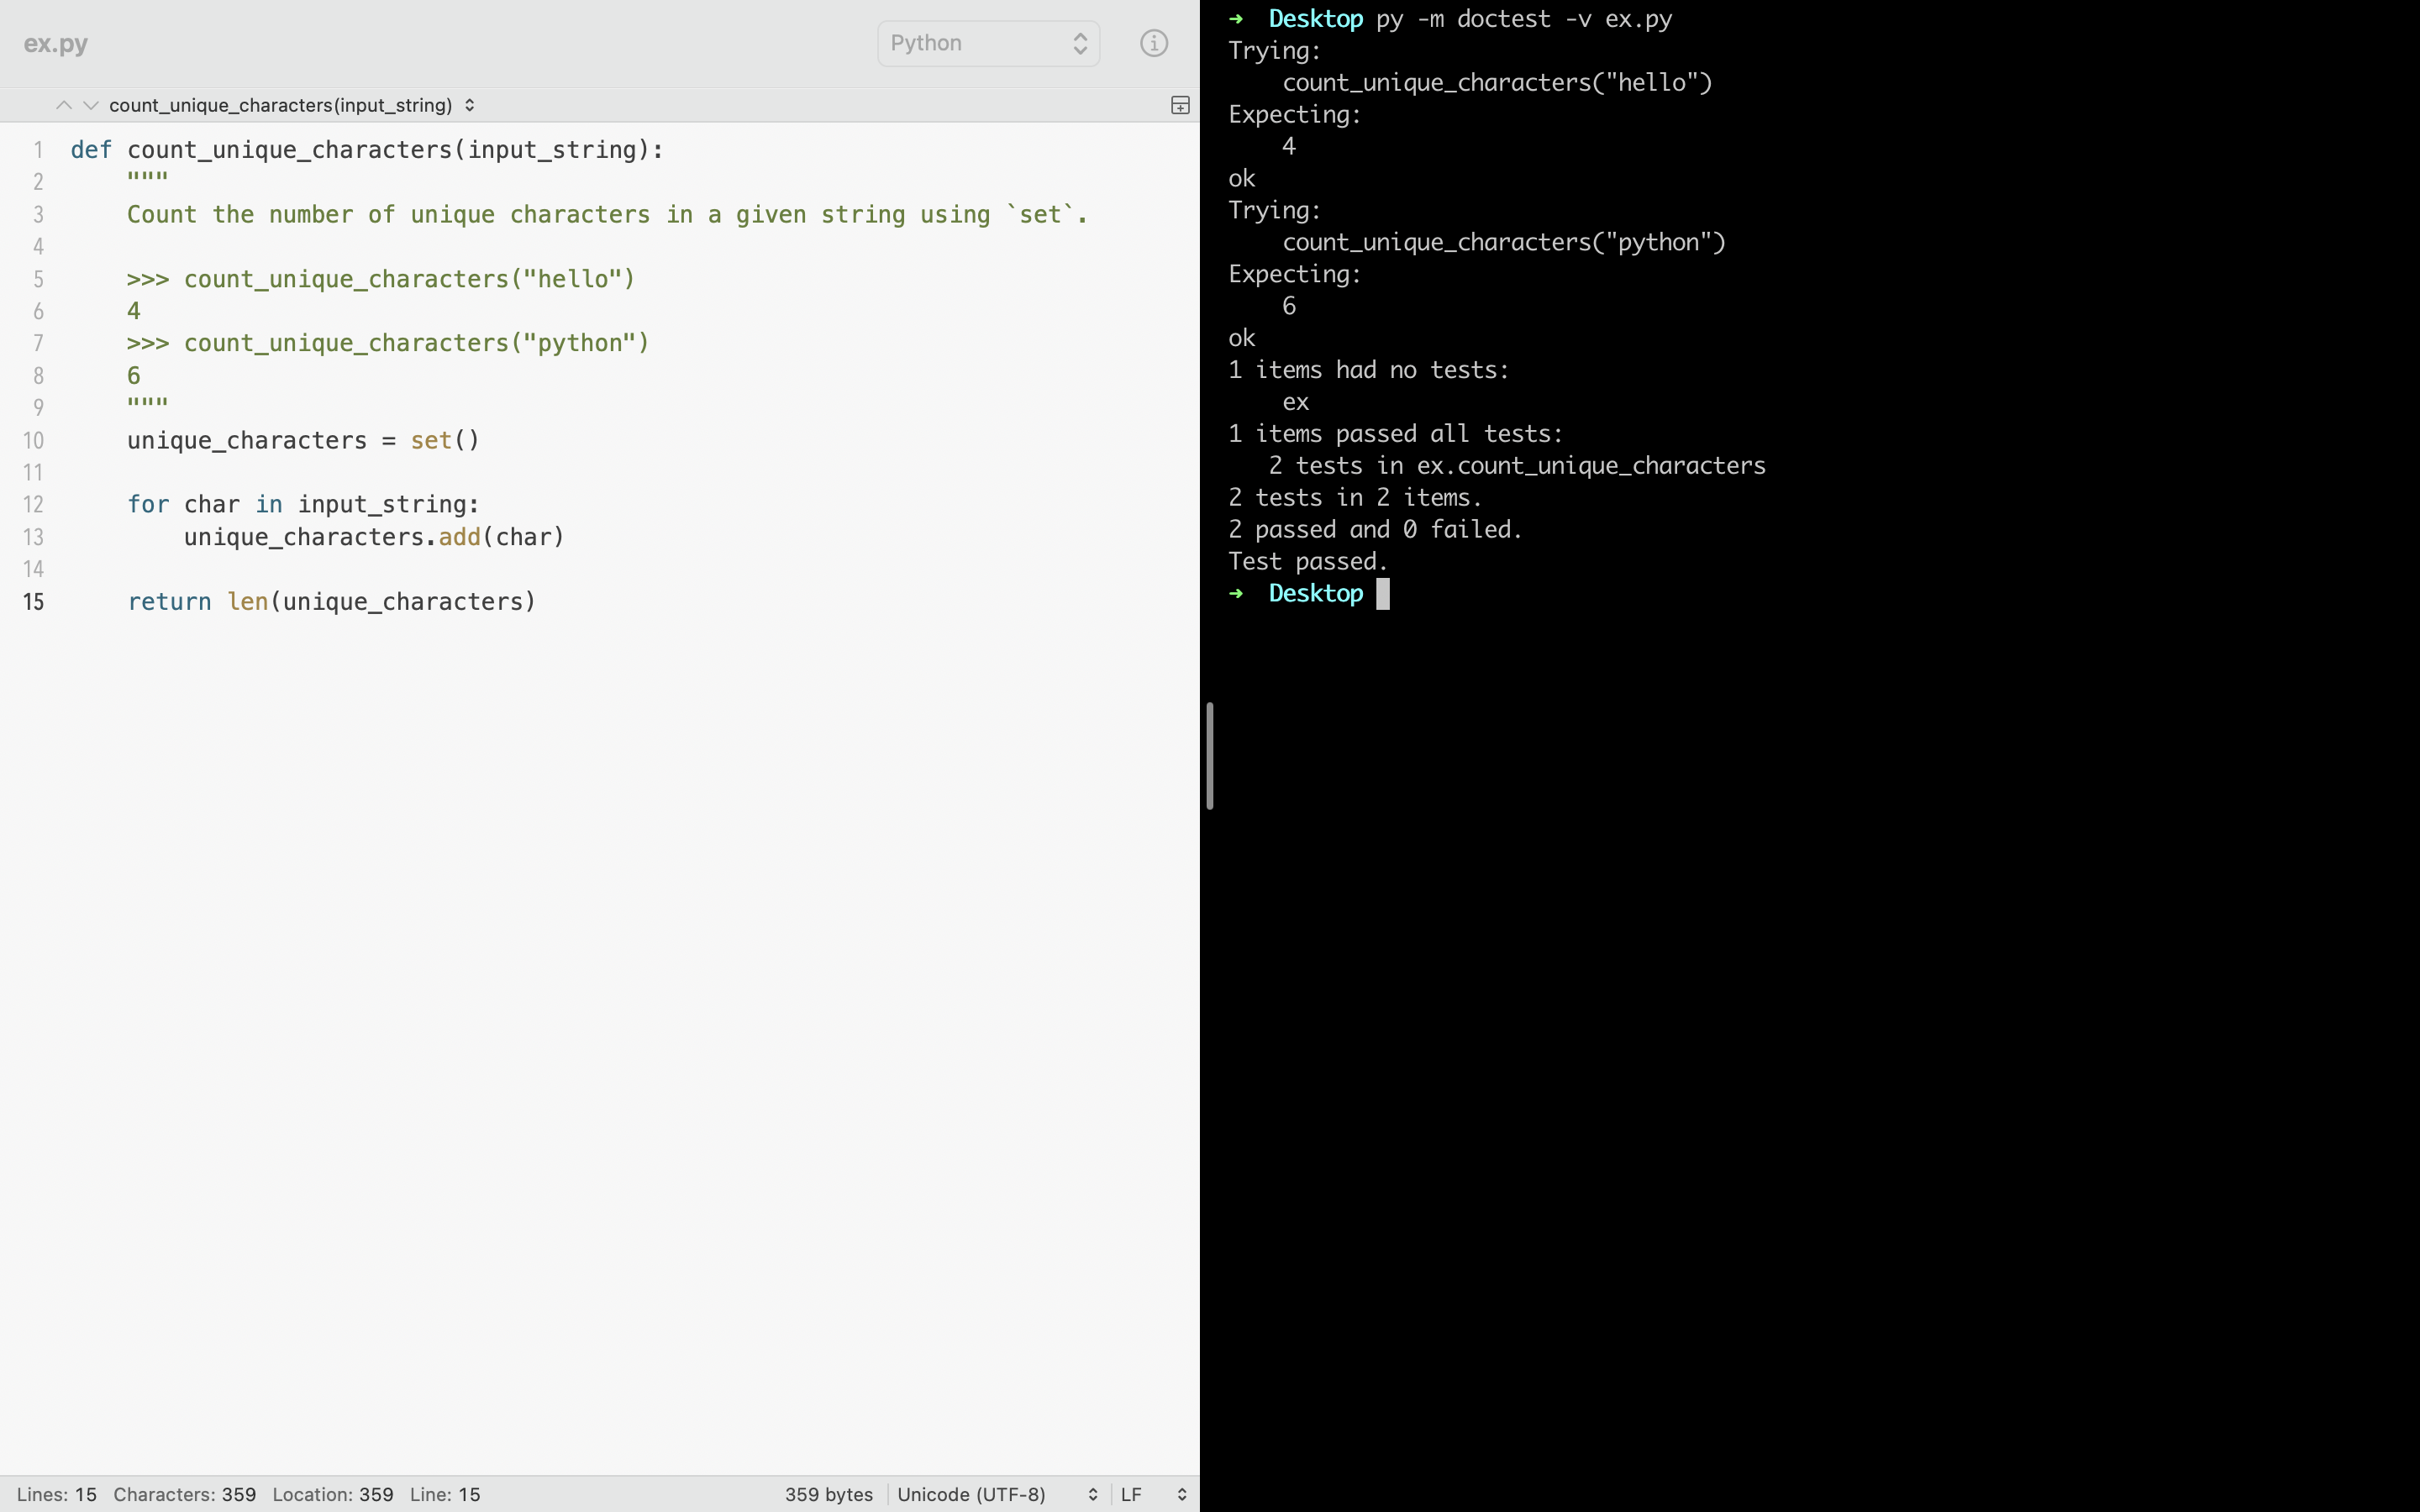 ex.py
Python
count_unique_characters(input_string)
1 def count_unique_characters(input_string):
2     """
3     Count the number of unique characters in a given string using `set`.
4
5     >>> count_unique_characters("hello")
6     4
7     >>> count_unique_characters("python")
8     6
9     """
10     unique_characters = set()
11
12     for char in input_string:
13         unique_characters.add(char)
14
15     return len(unique_characters)
Lines: 15 Characters: 359 Location: 359 Line: 15 359 bytes Unicode (UTF-8) LF
➜  Desktop py -m doctest -v ex.py
Trying:
    count_unique_characters("hello")
Expecting:
    4
ok
Trying:
    count_unique_characters("python")
Expecting:
    6
ok
1 items had no tests:
    ex
1 items passed all tests:
   2 tests in ex.count_unique_characters
2 tests in 2 items.
2 passed and 0 failed.
Test passed.
➜  Desktop